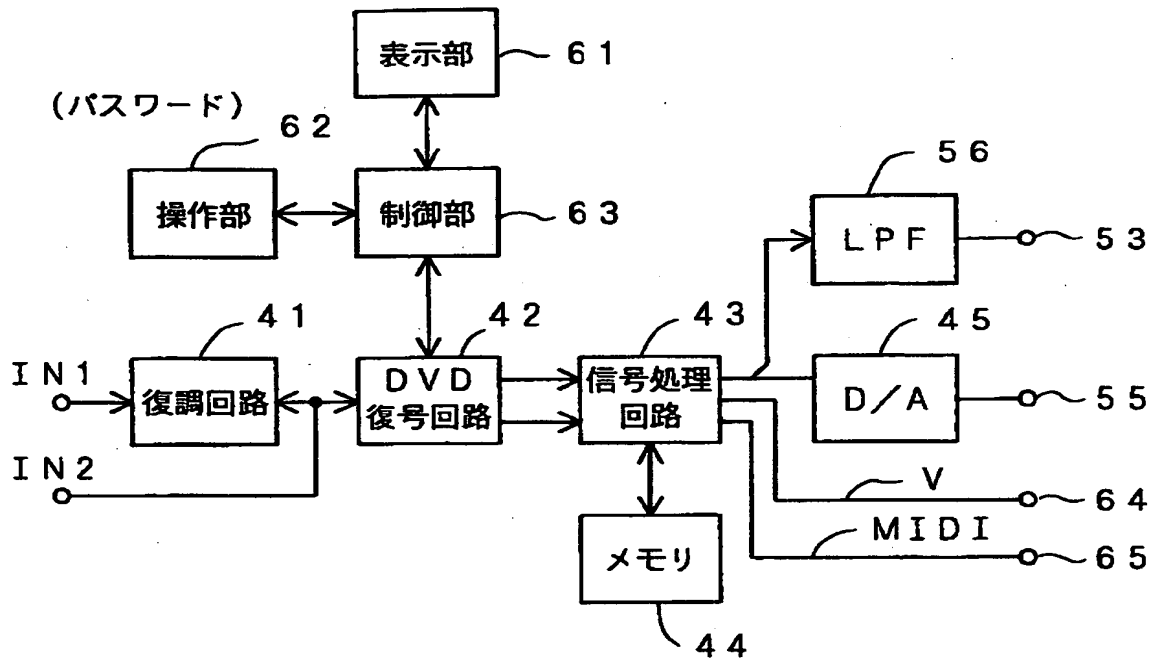 表示部
61
(パスワード)
62
操作部
制御部
63
56
LPF
53
41
42
43
45
IN1
復調回路
DVD
復号回路
信号処理
回路
D/A
55
IN2
V
64
メモリ
MIDI
65
44